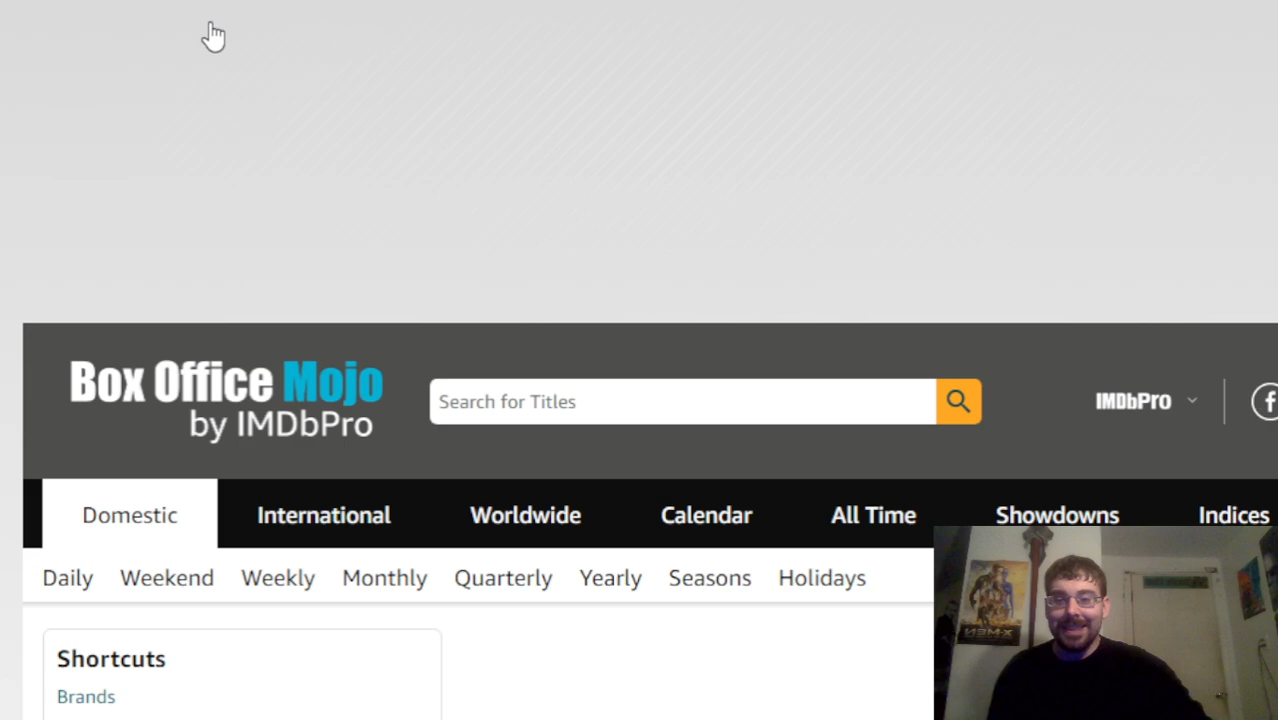 Box Office Mojo
by IMDbPro
Search for Titles
IMDbPro
Domestic International Worldwide Calendar All Time Showdowns Indices
Daily Weekend Weekly Monthly Quarterly Yearly Seasons Holidays
Shortcuts
Brands
X-MEN